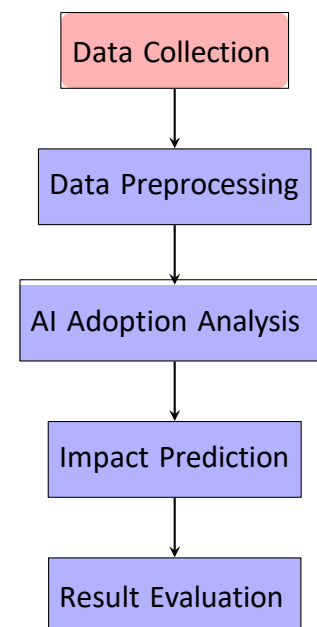 Data Collection
Data Preprocessing
AI Adoption Analysis
Impact Prediction
Result Evaluation